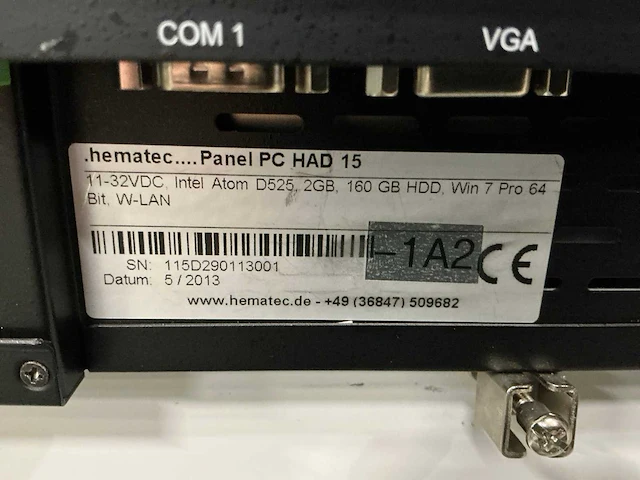 COM 1 VGA
.hematec.... Panel PC HAD 15
11-32VDC, Intel Atom D525, 2GB, 160 GB HDD, Win 7 Pro 64
Bit, W-LAN
-1A2 CE
SN: 115D290113001
Datum: 5 / 2013
www.hematec.de - +49 (36847) 509682